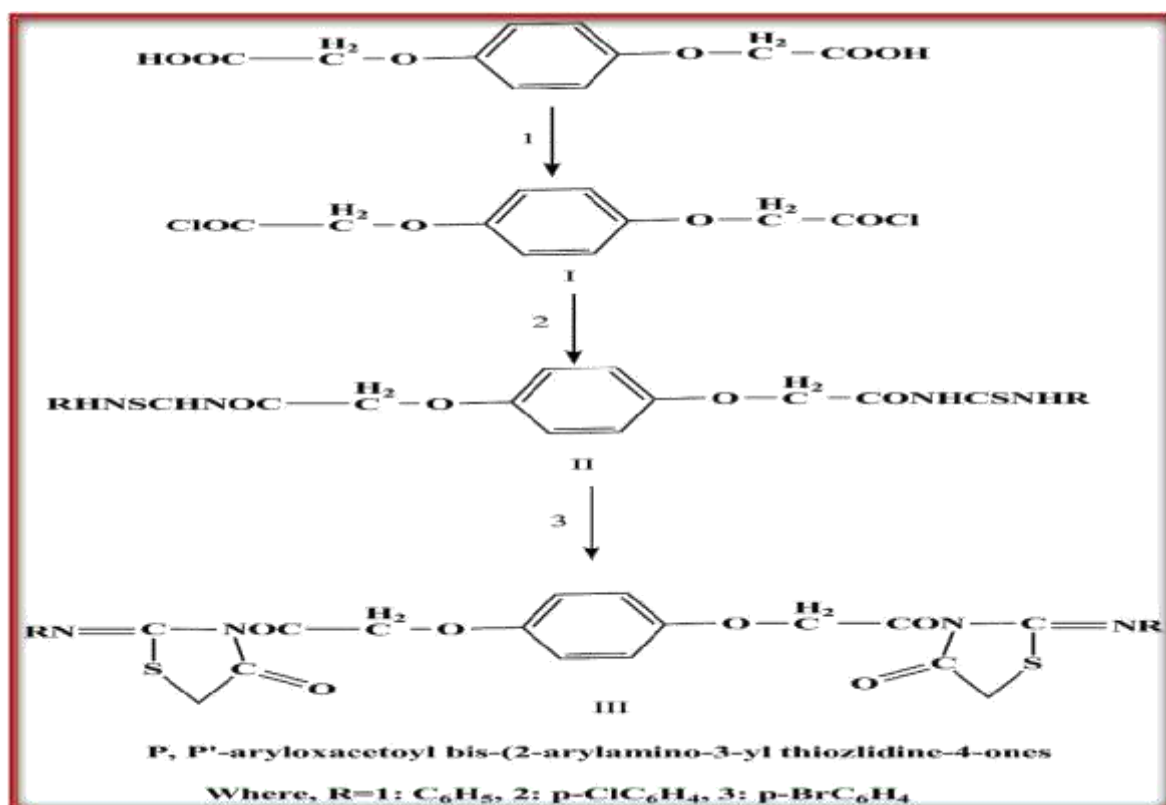 HOOC—C—O O—C—COOH
H₂ H₂
1
ClOC—C—O O—C—COCl
H₂ H₂
I
2
RHNSCHNOC—C—O O—C—CONHCSNHR
H₂ H₂
II
3
RN=C—NOC—C—O O—C—CON—C=NR
H₂ H₂
S C O O C S
III
P, P'-aryloxacetoyl bis-(2-arylamino-3-yl thiozlidine-4-ones
Where, R=1: C₆H₅, 2: p-ClC₆H₄, 3: p-BrC₆H₄